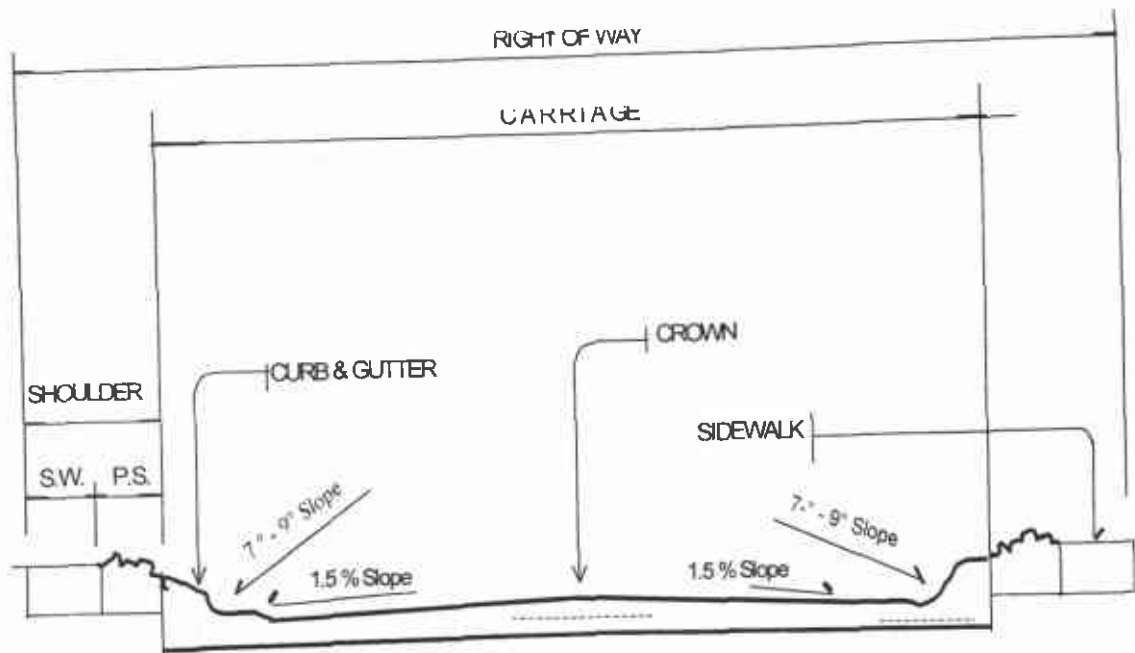 RIGHT OF WAY
CARRIAGE
CROWN
CURB & GUTTER
SHOULDER
SIDEWALK
S.W. P.S.
7° - 9° Slope
7-° - 9° Slope
1.5 % Slope
1.5 % Slope